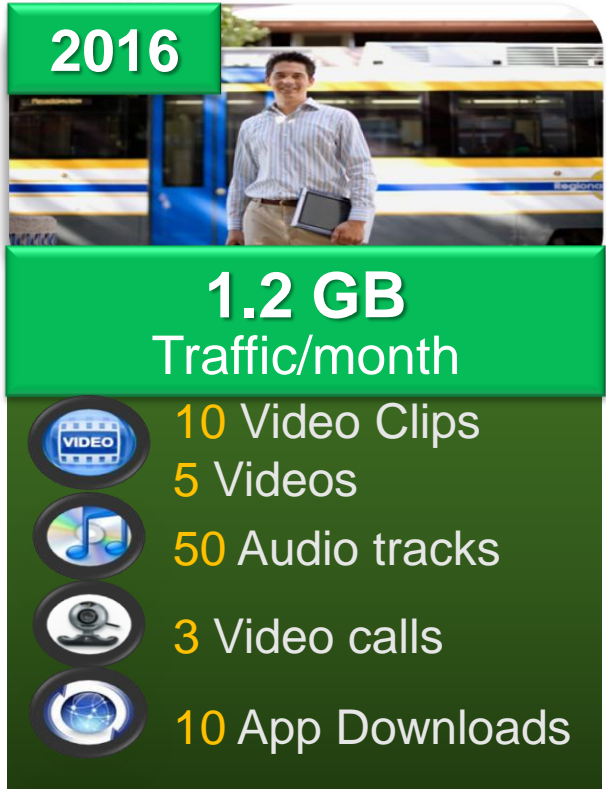 2016
Regional
1.2 GB
Traffic/month
10 Video Clips
VIDEO
5 Videos
50 Audio tracks
3 Video calls
10 App Downloads